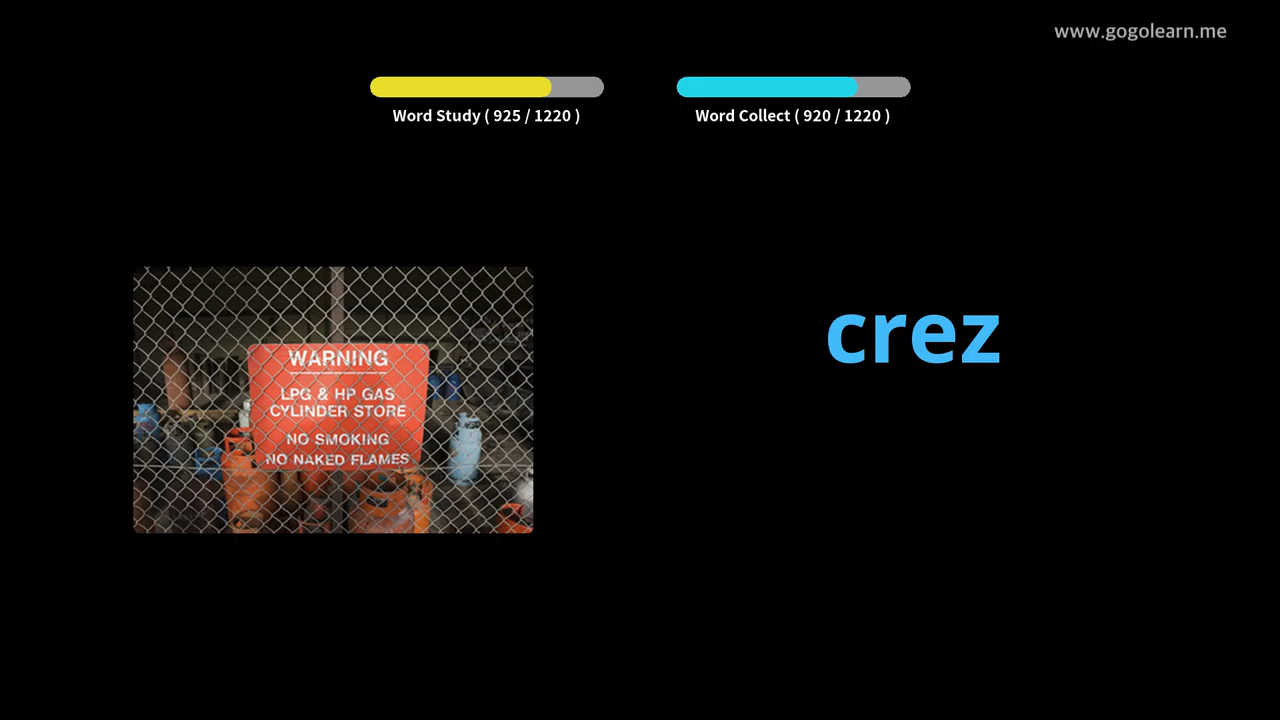 www.gogolearn.me
Word Study ( 925 / 1220 )
Word Collect ( 920 / 1220 )
crez
WARNING
LPG & HP GAS
CYLINDER STORE
NO SMOKING
NO NAKED FLAMES